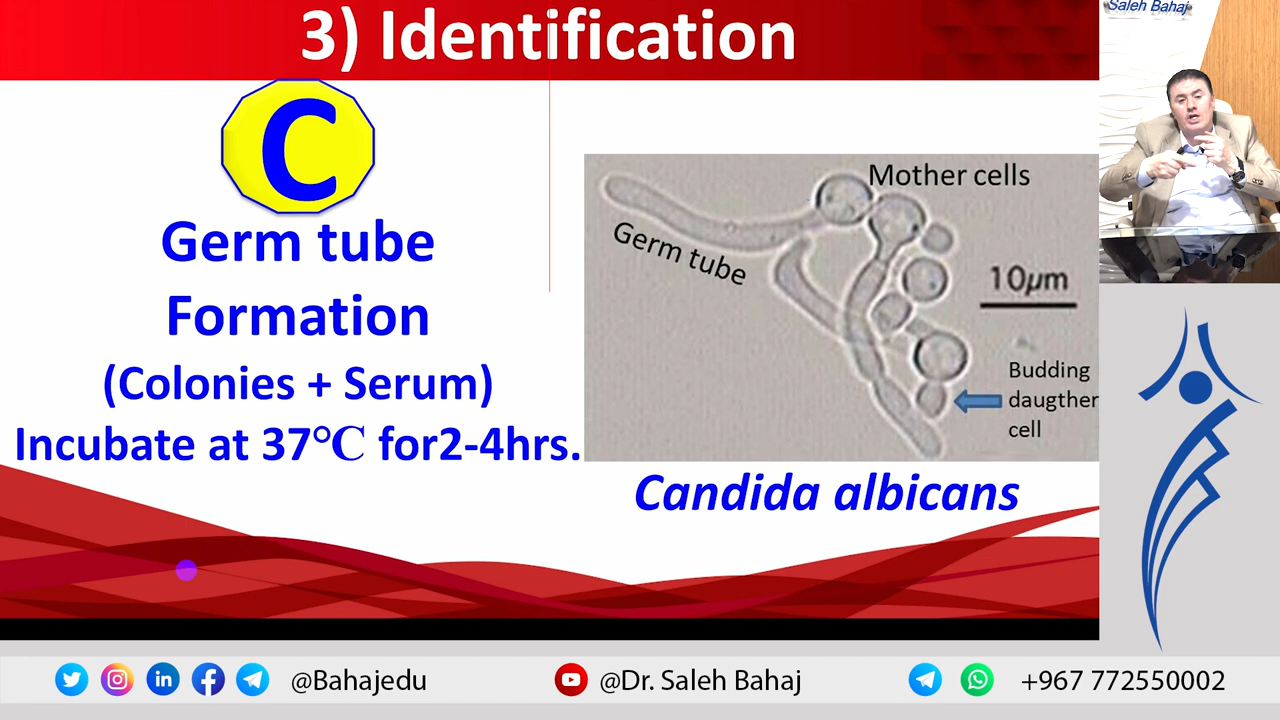 3) Identification
Saleh Bahaj
C
Germ tube
Formation
(Colonies + Serum)
Incubate at 37℃ for2-4hrs.
Mother cells
Germ tube
10µm
Budding
daugther
cell
Candida albicans
@Bahajedu
@Dr. Saleh Bahaj
+967 772550002